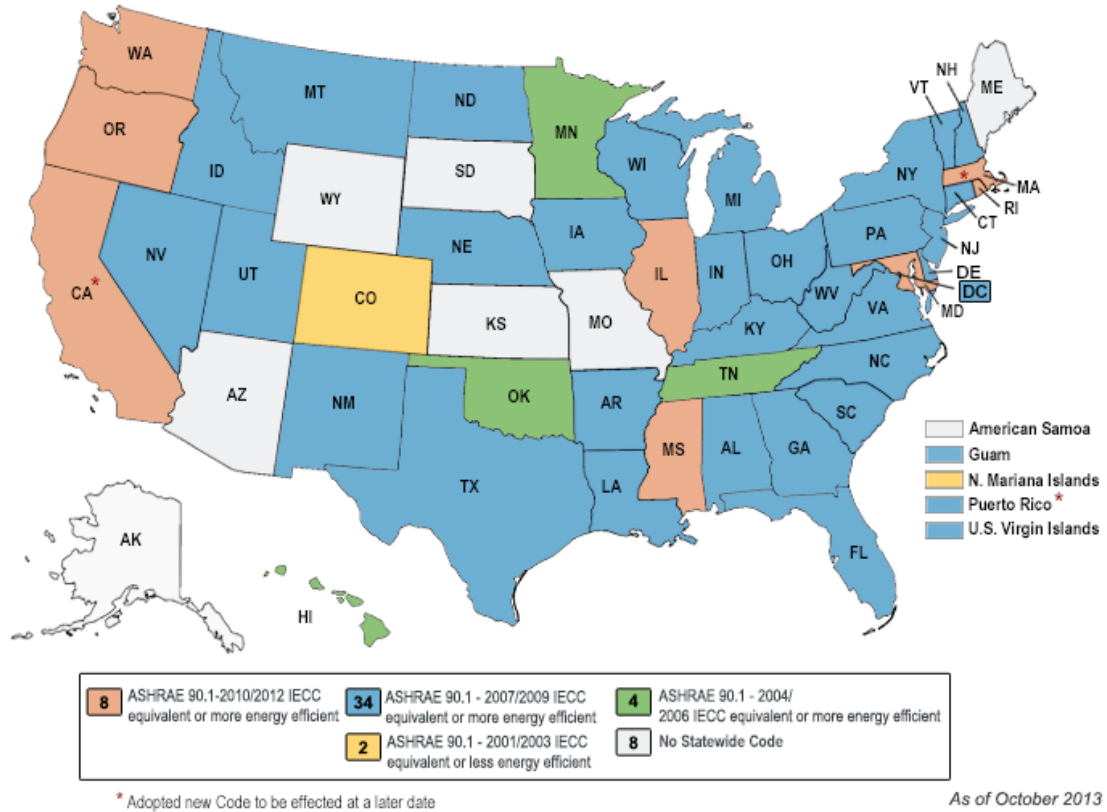 WA
MT
ND
MN
OR
ID
WY
SD
WI
MI
NY
VT
NH
ME
MA
RI
CT
NJ
PA
NE
IA
NV
UT
CO
IL
IN
OH
DE
DC
MD
WV
VA
CA*
KS
MO
KY
NC
TN
AZ
NM
OK
AR
SC
MS
AL
GA
TX
LA
FL
AK
HI
*
American Samoa
Guam
N. Mariana Islands
Puerto Rico*
U.S. Virgin Islands
8 ASHRAE 90.1-2010/2012 IECC
equivalent or more energy efficient
34 ASHRAE 90.1 - 2007/2009 IECC
equivalent or more energy efficient
4 ASHRAE 90.1 - 2004/
2006 IECC equivalent or more energy efficient
2 ASHRAE 90.1 - 2001/2003 IECC
equivalent or less energy efficient
8 No Statewide Code
* Adopted new Code to be effected at a later date
As of October 2013